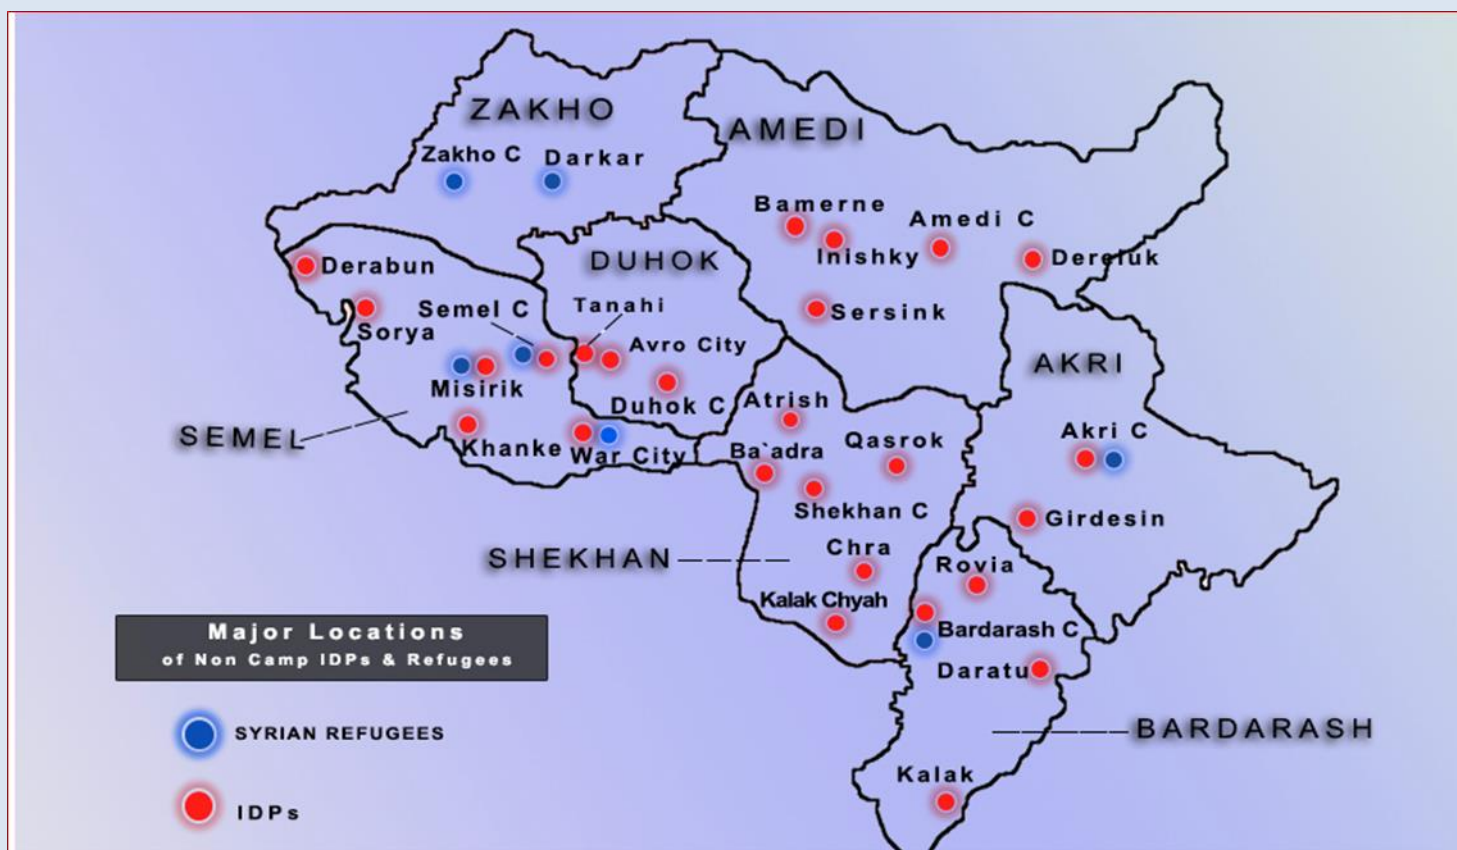 ZAKHO
AMEDI
Zakho C
Darkar
Bamerne
Amedi C
Inishky
Dereluk
DUHOK
Derabun
Semel C
Tanahi
Sersink
Sorya
Avro City
AKRI
Misirik
Duhok C
Atrish
SEMEL
Khanke
War City
Ba`adra
Qasrok
Akri C
Shekhan C
Girdesin
SHEKHAN
Chra
Rovia
Kalak Chyah
Bardarash C
Daratu
BARDARASH
Kalak
Major Locations
of Non Camp IDPs & Refugees
SYRIAN REFUGEES
IDPs